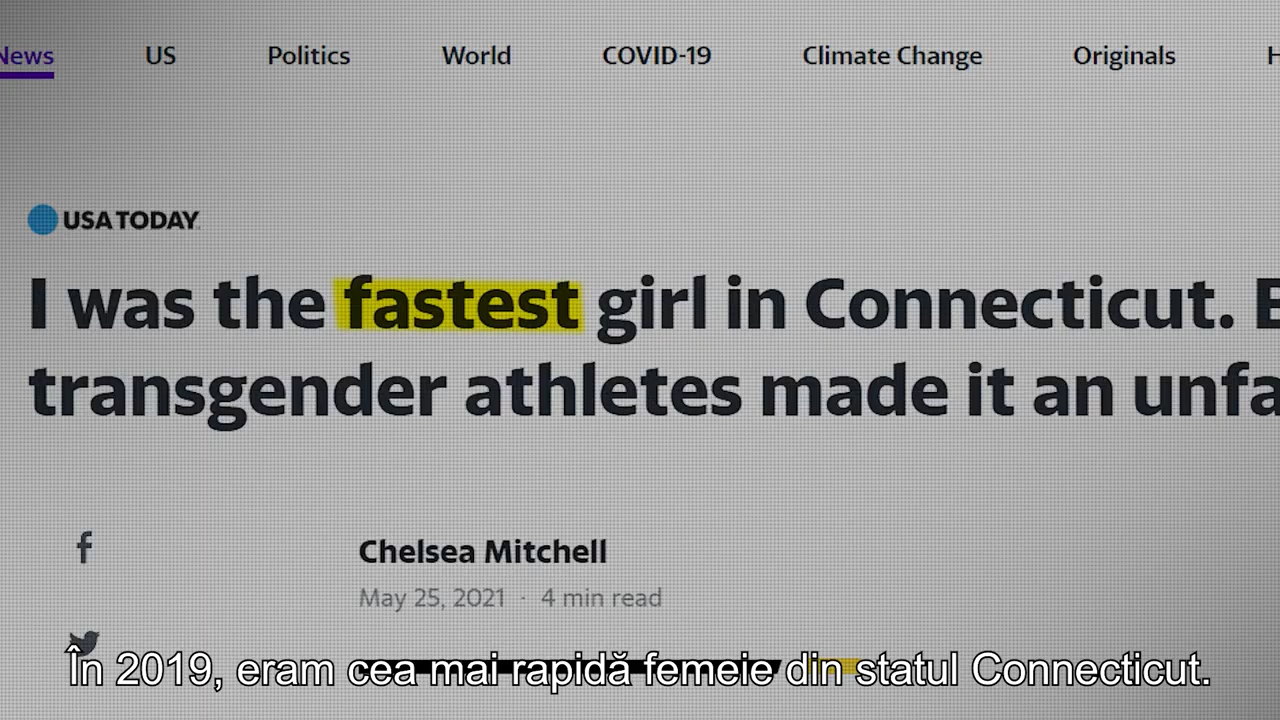 News US Politics World COVID-19 Climate Change Originals H
USA TODAY
I was the fastest girl in Connecticut.
transgender athletes made it an unfa
Chelsea Mitchell
May 25, 2021 · 4 min read
În 2019, eram cea mai rapidă femeie din statul Connecticut.